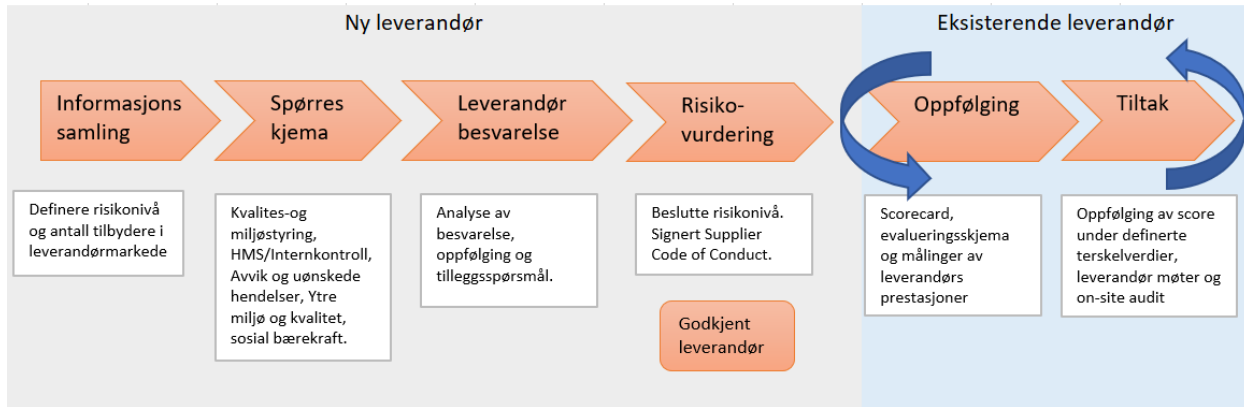 Ny leverandør
Eksisterende leverandør
Informasjons
samling
Spørres
kjema
Leverandør
besvarelse
Risiko-
vurdering
Oppfølging
Tiltak
Definere risikonivå
og antall tilbydere i
leverandørmarkede
Kvalites-og
miljøstyring,
HMS/Internkontroll,
Avvik og uønskede
hendelser, Ytre
miljø og kvalitet,
sosial bærekraft.
Analyse av
besvarelse,
oppfølging og
tilleggsspørsmål.
Beslutte risikonivå.
Signert Supplier
Code of Conduct.
Godkjent
leverandør
Scorecard,
evalueringsskjema
og målinger av
leverandørs
prestasjoner
Oppfølging av score
under definerte
terskelverdier,
leverandør møter og
on-site audit